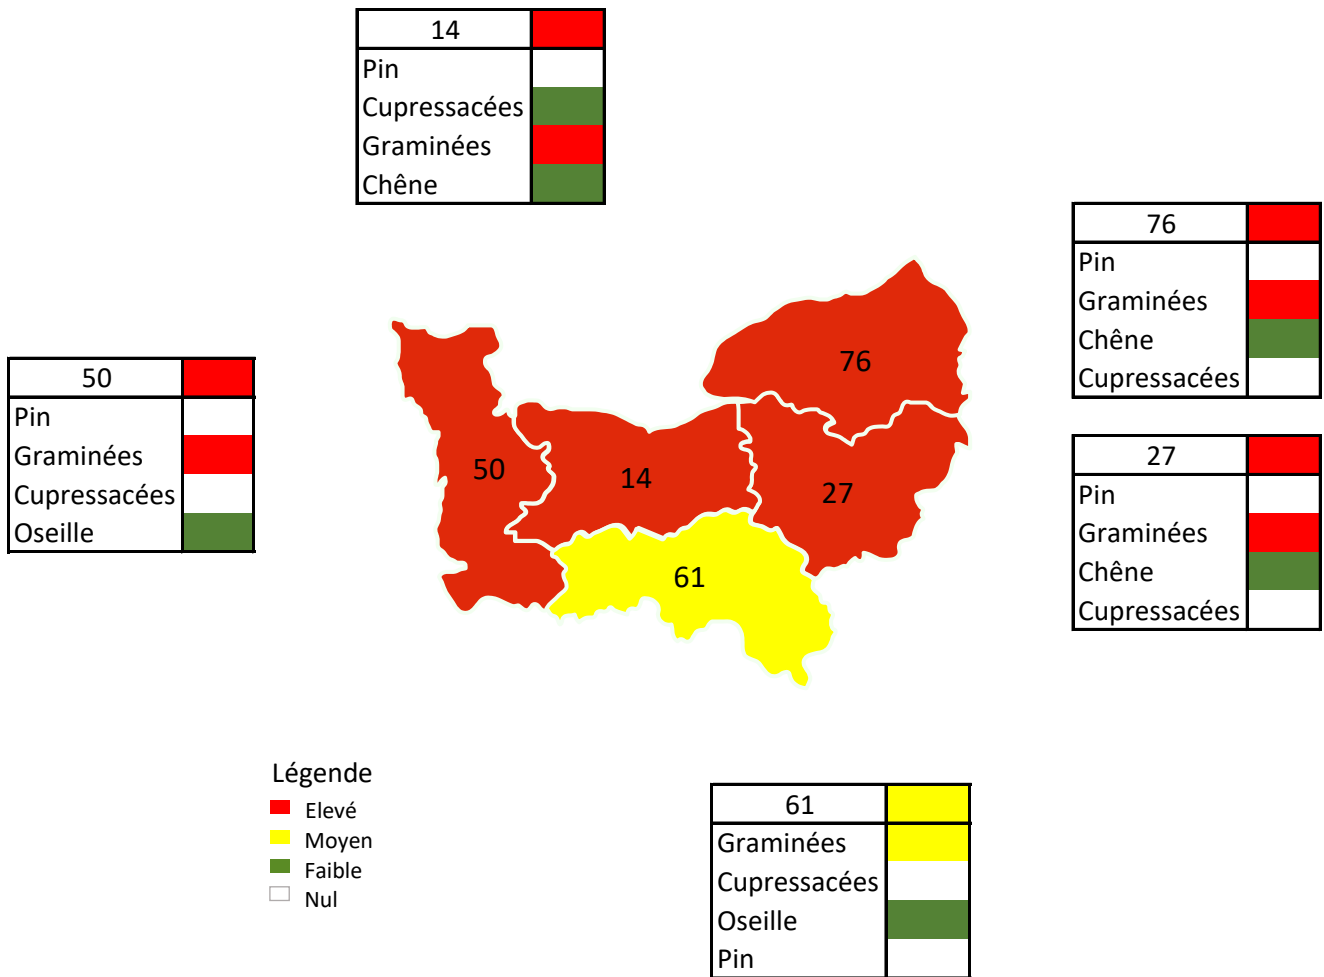 14
Pin
Cupressacées
Graminées
Chêne
76
Pin
Graminées
Chêne
Cupressacées
50
Pin
Graminées
Cupressacées
Oseille
27
Pin
Graminées
Chêne
Cupressacées
76
50
14
27
61
Légende
Elevé
Moyen
Faible
Nul
61
Graminées
Cupressacées
Oseille
Pin